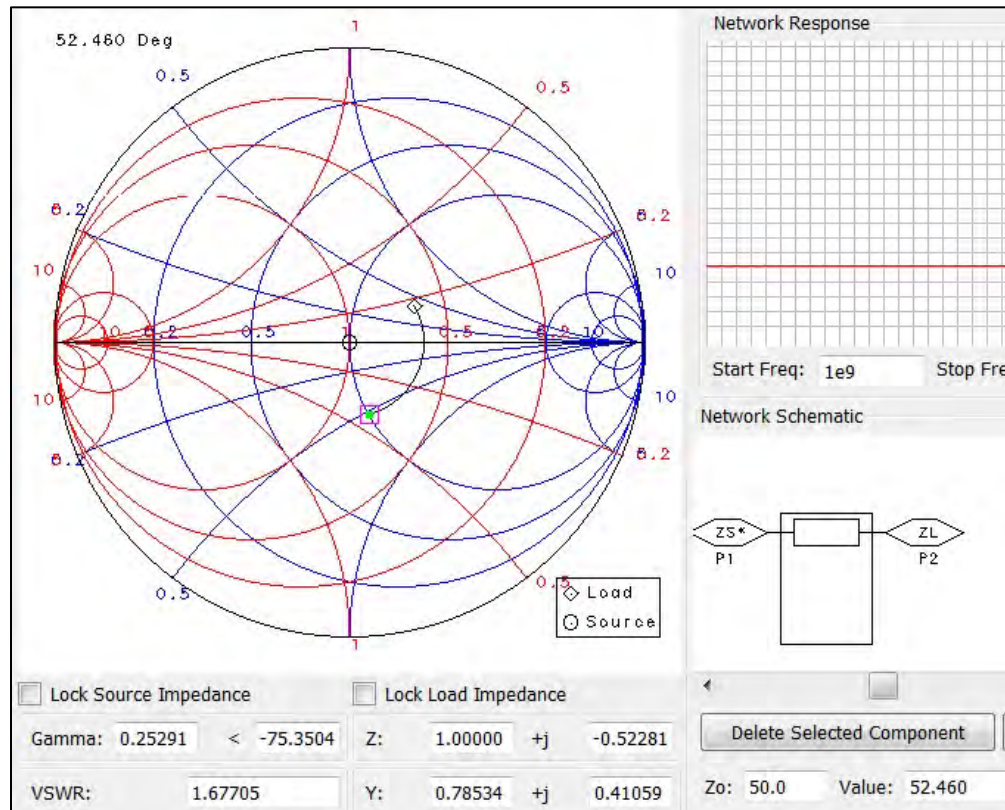 Network Response
52.460 Deg
1
0.5
0.5
0.2
0.2
10
10
10
0.2
0.5
1
0.5
0.2
10
10
10
0.2
0.2
0.5
0.5
1
Load
Source
Start Freq: 1e9 Stop Fre
Network Schematic
ZS* ZL
P1 P2
Lock Source Impedance Lock Load Impedance
Gamma: 0.25291 < -75.3504 Z: 1.00000 +j -0.52281
VSWR: 1.67705 Y: 0.78534 +j 0.41059
Delete Selected Component
Zo: 50.0 Value: 52.460